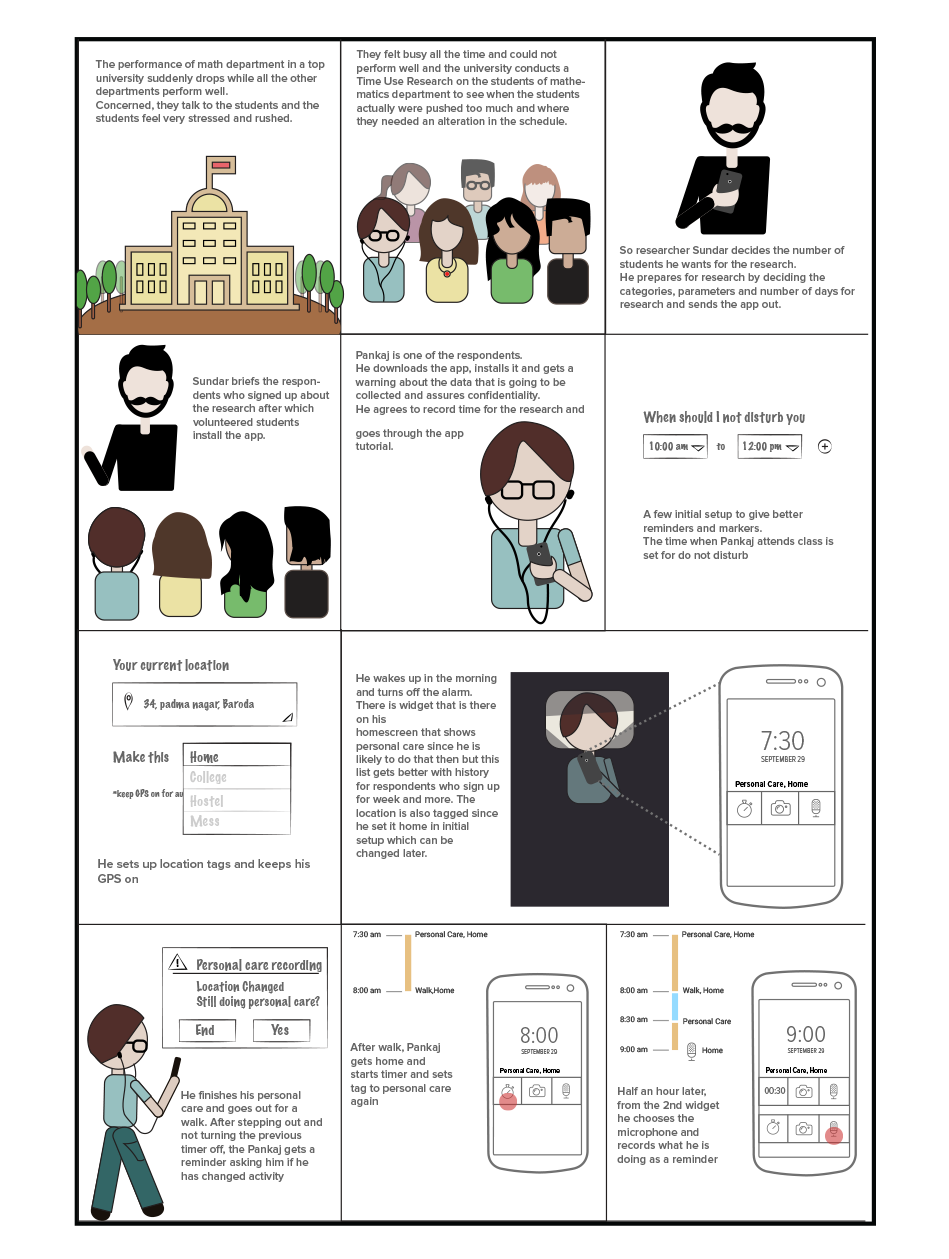 The performance of math department in a top
university suddenly drops while all the other
departments perform well.
Concerned, they talk to the students and the
students feel very stressed and rushed.
They felt busy all the time and could not
perform well and the university conducts a
Time Use Research on the students of mathe-
matics department to see when the students
actually were pushed too much and where
they needed an alteration in the schedule.
So researcher Sundar decides the number of
students he wants for the research.
He prepares for research by deciding the
categories, parameters and number of days for
research and sends the app out.
Sundar briefs the respon-
dents who signed up about
the research after which
volunteered students
install the app.
Pankaj is one of the respondents.
He downloads the app, installs it and gets a
warning about the data that is going to be
collected and assures confidentiality.
He agrees to record time for the research and
goes through the app
tutorial.
When should I not disturb you
10:00 am to 12:00 pm
A few initial setup to give better
reminders and markers.
The time when Pankaj attends class is
set for do not disturb
Your current location
34, padma nagar, Baroda
Make this
Home
College
*keep GPS on for au
Hostel
Mess
He sets up location tags and keeps his
GPS on
He wakes up in the morning
and turns off the alarm.
There is widget that is there
on his
homescreen that shows
personal care since he is
likely to do that then but this
list gets better with history
for respondents who sign up
for week and more. The
location is also tagged since
he set it home in initial
setup which can be
changed later.
7:30
SEPTEMBER 29
Personal Care, Home
Personal care recording
Location Changed
Still doing personal care?
End Yes
He finishes his personal
care and goes out for a
walk. After stepping out and
not turning the previous
timer off, the Pankaj gets a
reminder asking him if he
has changed activity
7:30 am Personal Care, Home
8:00 am Walk,Home
After walk, Pankaj
gets home and
starts timer and sets
tag to personal care
again
8:00
SEPTEMBER 29
Personal Care, Home
7:30 am Personal Care, Home
8:00 am Walk, Home
8:30 am Personal Care
9:00 am Home
Half an hour later,
from the 2nd widget
he chooses the
microphone and
records what he is
doing as a reminder
9:00
SEPTEMBER 29
Personal Care, Home
00:30